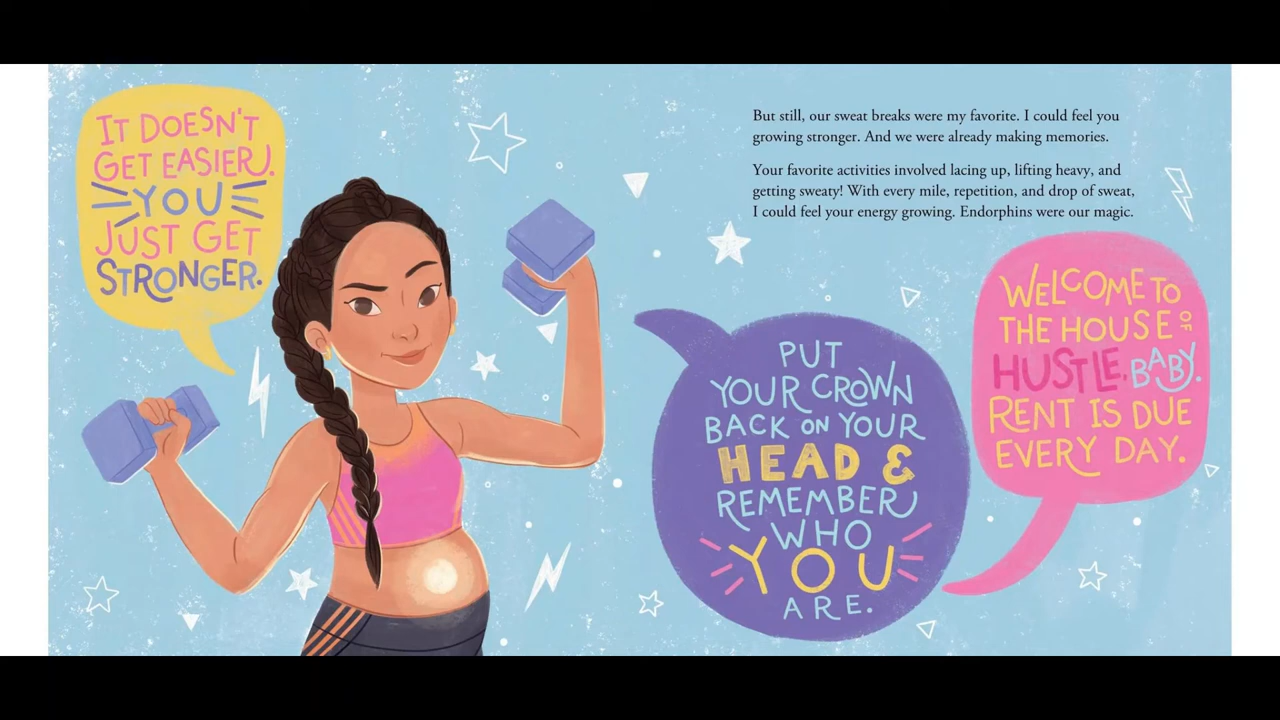 IT DOESN'T
GET EASIER.
YOU
JUST GET
STRONGER.
But still, our sweat breaks were my favorite. I could feel you
growing stronger. And we were already making memories.
Your favorite activities involved lacing up, lifting heavy, and
getting sweaty! With every mile, repetition, and drop of sweat,
I could feel your energy growing. Endorphins were our magic.
PUT
YOUR CROWN
BACK ON YOUR
HEAD &
REMEMBER
WHO
YOU
ARE.
WELCOME TO
THE HOUSE OF
HUSTLE, BABY.
RENT IS DUE
EVERY DAY.